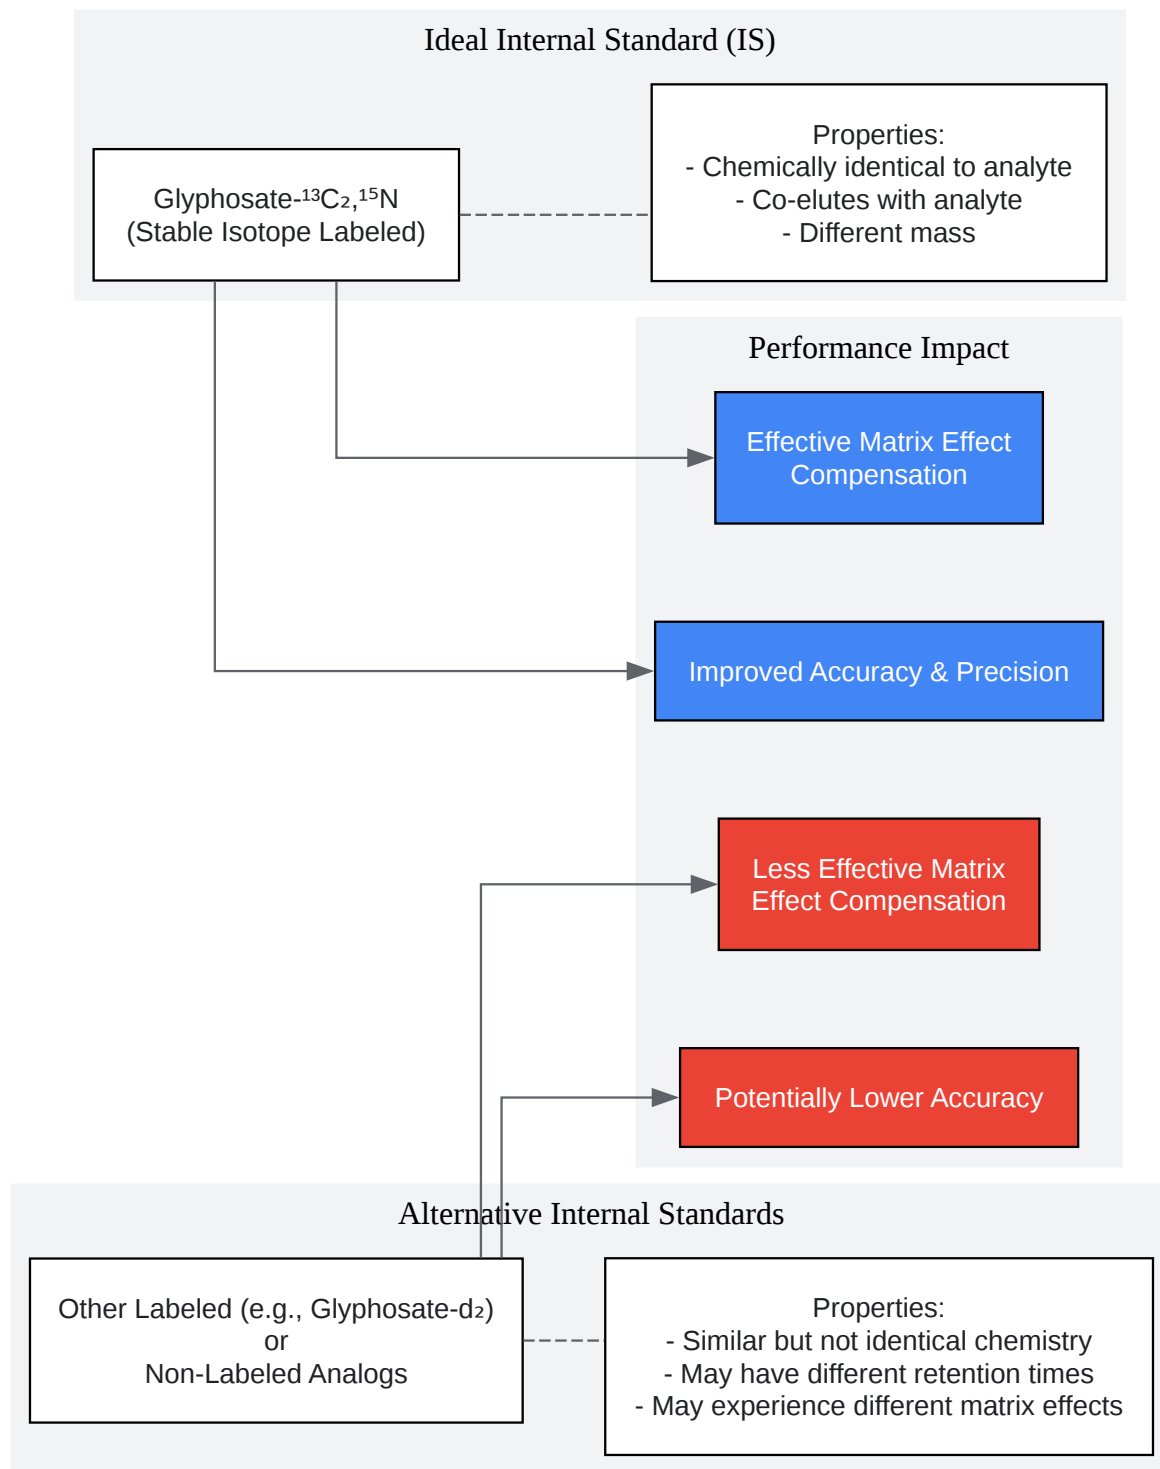 Ideal Internal Standard (IS)
Glyphosate-¹³C₂,¹⁵N
(Stable Isotope Labeled)
Properties:
- Chemically identical to analyte
- Co-elutes with analyte
- Different mass
Performance Impact
Effective Matrix Effect
Compensation
Improved Accuracy & Precision
Less Effective Matrix
Effect Compensation
Potentially Lower Accuracy
Alternative Internal Standards
Other Labeled (e.g., Glyphosate-d₂)
or
Non-Labeled Analogs
Properties:
- Similar but not identical chemistry
- May have different retention times
- May experience different matrix effects